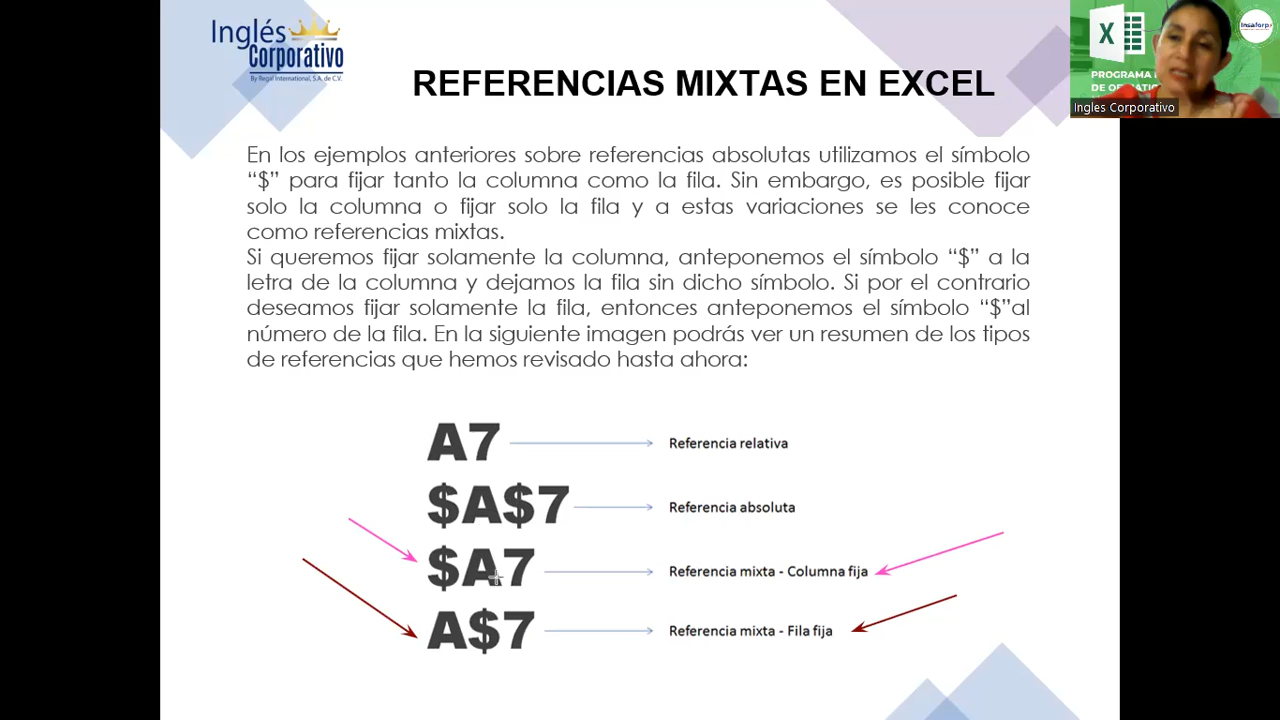 Inglés
Corporativo
By Regal International, S.A. de C.V.
REFERENCIAS MIXTAS EN EXCEL
X
Insaforp
PROGRAMA
DE
Ingles Corporativo
En los ejemplos anteriores sobre referencias absolutas utilizamos el símbolo
“$” para fijar tanto la columna como la fila. Sin embargo, es posible fijar
solo la columna o fijar solo la fila y a estas variaciones se les conoce
como referencias mixtas.
Si queremos fijar solamente la columna, anteponemos el símbolo “$” a la
letra de la columna y dejamos la fila sin dicho símbolo. Si por el contrario
deseamos fijar solamente la fila, entonces anteponemos el símbolo “$”al
número de la fila. En la siguiente imagen podrás ver un resumen de los tipos
de referencias que hemos revisado hasta ahora:
A7 Referencia relativa
$A$7 Referencia absoluta
$A7 Referencia mixta - Columna fija
A$7 Referencia mixta - Fila fija